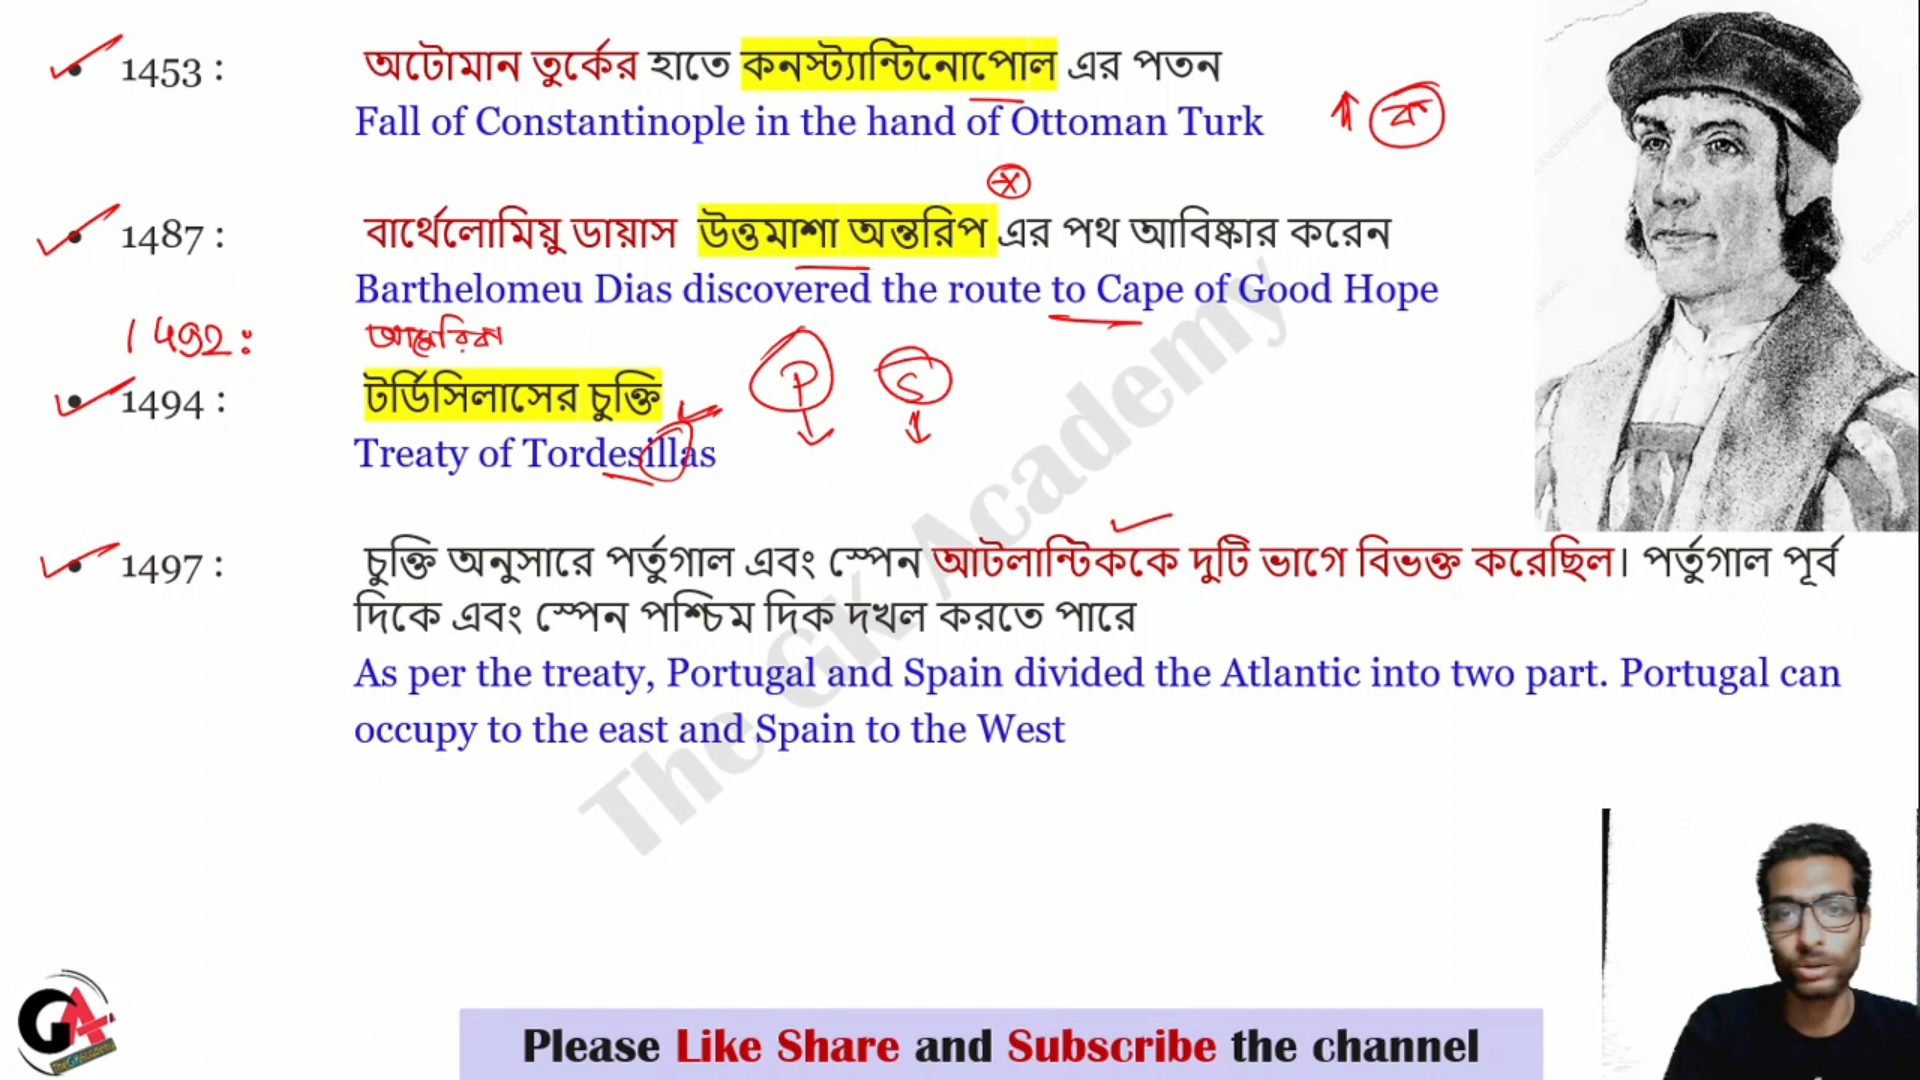 1453 : অটোমান তুর্কের হাতে কনস্ট্যান্টিনোপোল এর পতন
Fall of Constantinople in the hand of Ottoman Turk
ক
1487 : বার্থেলোমিয়ু ডায়াস উত্তমাশা অন্তরিপ এর পথ আবিষ্কার করেন
Barthelomeu Dias discovered the route to Cape of Good Hope
1492: আমেরিকা
P S
1494 : টর্ডিসিলাসের চুক্তি
Treaty of Tordesillas
1497 : চুক্তি অনুসারে পর্তুগাল এবং স্পেন আটলান্টিককে দুটি ভাগে বিভক্ত করেছিল। পর্তুগাল পূর্ব
দিকে এবং স্পেন পশ্চিম দিক দখল করতে পারে
As per the treaty, Portugal and Spain divided the Atlantic into two part. Portugal can
occupy to the east and Spain to the West
The GK Academy
GA
TheGKAcademy
Please Like Share and Subscribe the channel